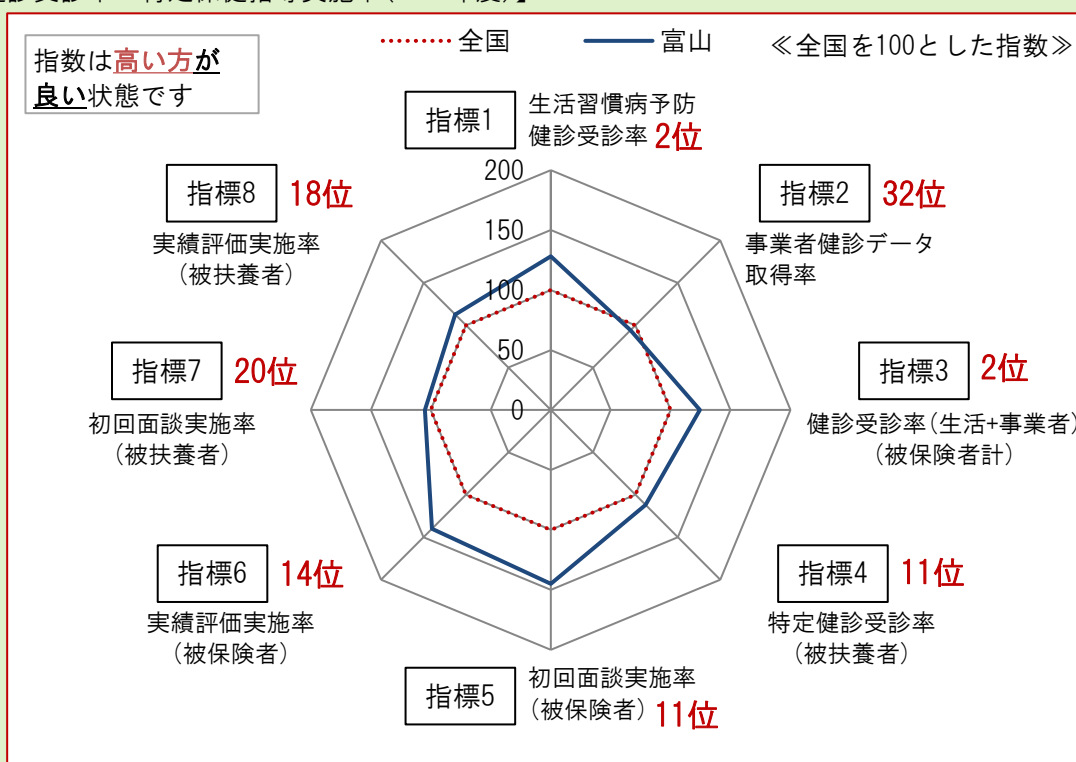 指数は高い方が
良い状態です
全国
富山
≪全国を100とした指数≫
指標1
生活習慣病予防
健診受診率 2位
指標2 32位
事業者健診データ
取得率
指標3 2位
健診受診率(生活+事業者)
(被保険者計)
指標4 11位
特定健診受診率
(被扶養者)
指標5
初回面談実施率
(被保険者) 11位
指標6 14位
実績評価実施率
(被保険者)
指標7 20位
初回面談実施率
(被扶養者)
指標8 18位
実績評価実施率
(被扶養者)
200
150
100
50
0